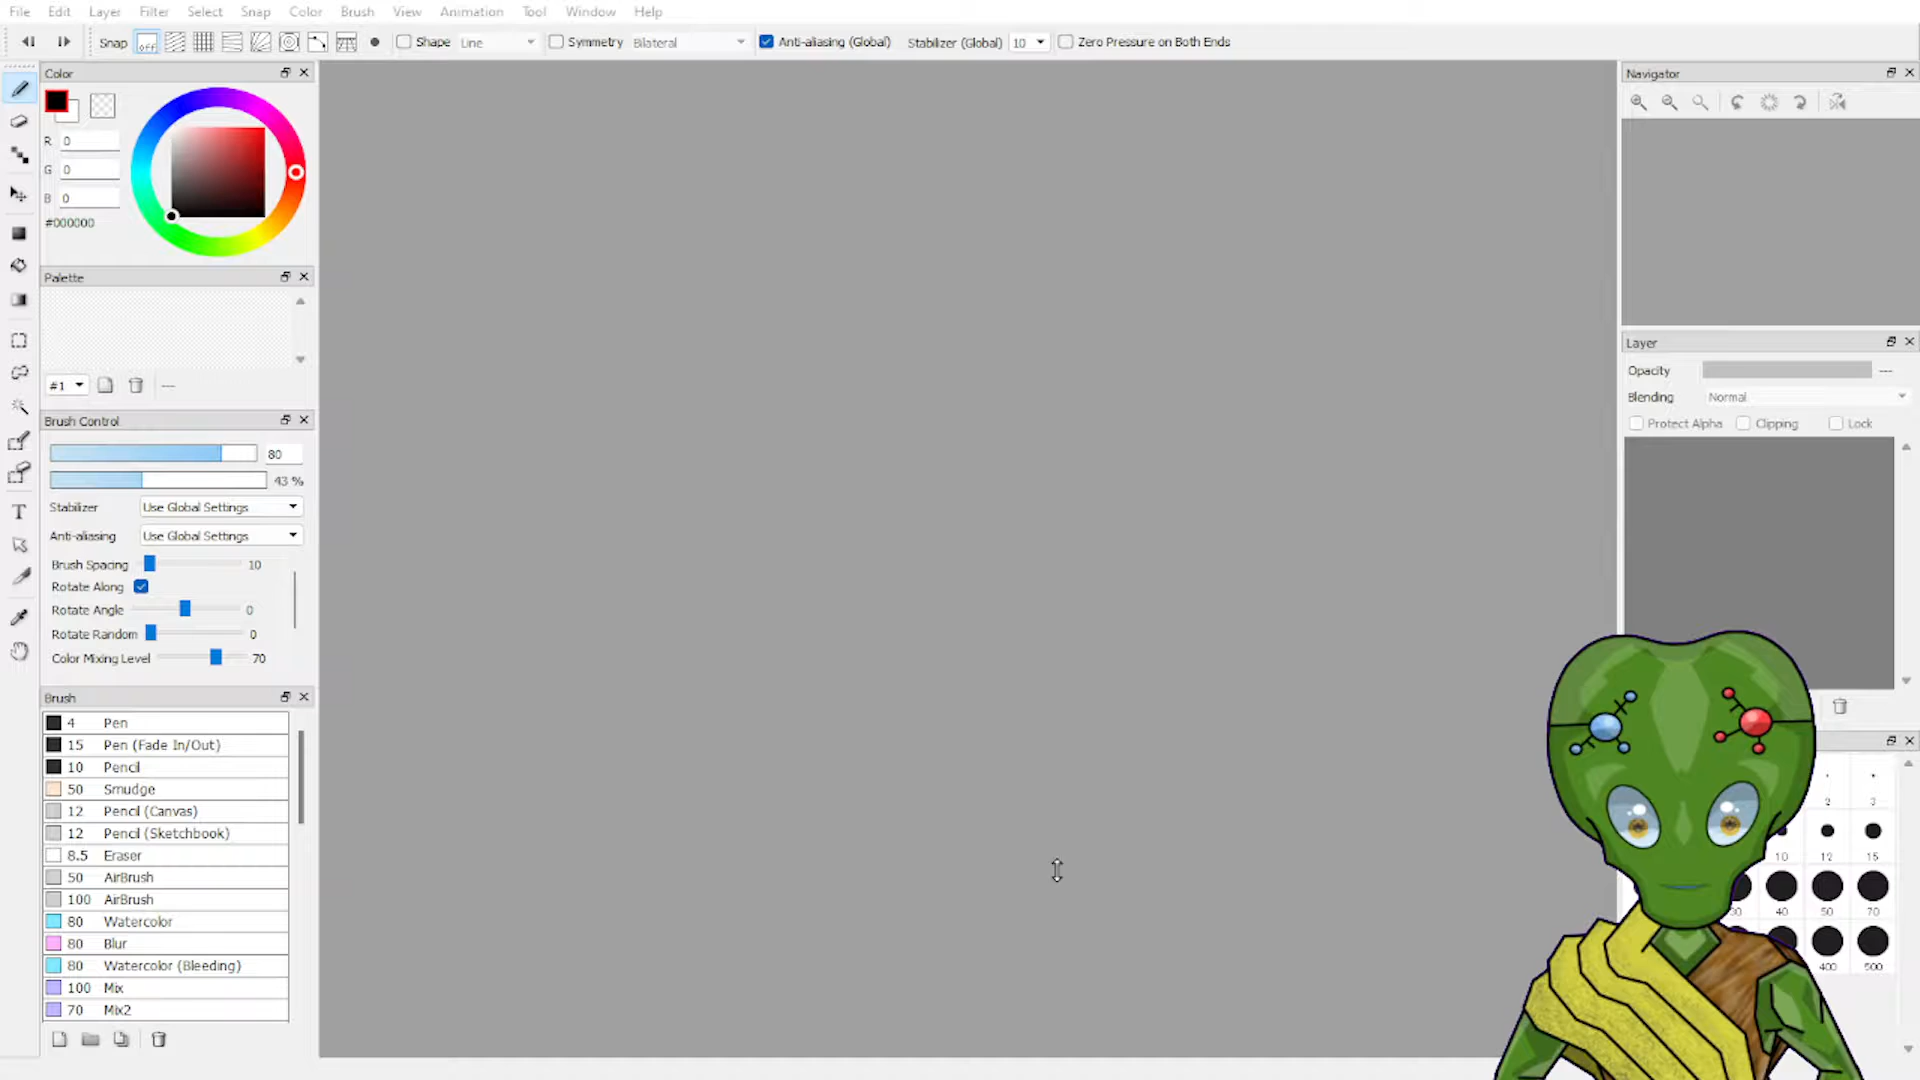 File Edit Layer Filter Select Snap Color Brush View Animation Tool Window Help
Snap off Shape Line Symmetry Bilateral Anti-aliasing (Global) Stabilizer (Global) 10 Zero Pressure on Both Ends
Color
R 0
G 0
B 0
#000000
Palette
#1 ---
Brush Control
80
43 %
Stabilizer Use Global Settings
Anti-aliasing Use Global Settings
Brush Spacing 10
Rotate Along
Rotate Angle 0
Rotate Random 0
Color Mixing Level 70
Brush
4 Pen
15 Pen (Fade In/Out)
10 Pencil
50 Smudge
12 Pencil (Canvas)
12 Pencil (Sketchbook)
8.5 Eraser
50 AirBrush
100 AirBrush
80 Watercolor
80 Blur
80 Watercolor (Bleeding)
100 Mix
70 Mix2
Navigator
Layer
Opacity ---
Blending Normal
Protect Alpha Clipping Lock
2 3
10 12 15
30 40 50 70
400 500